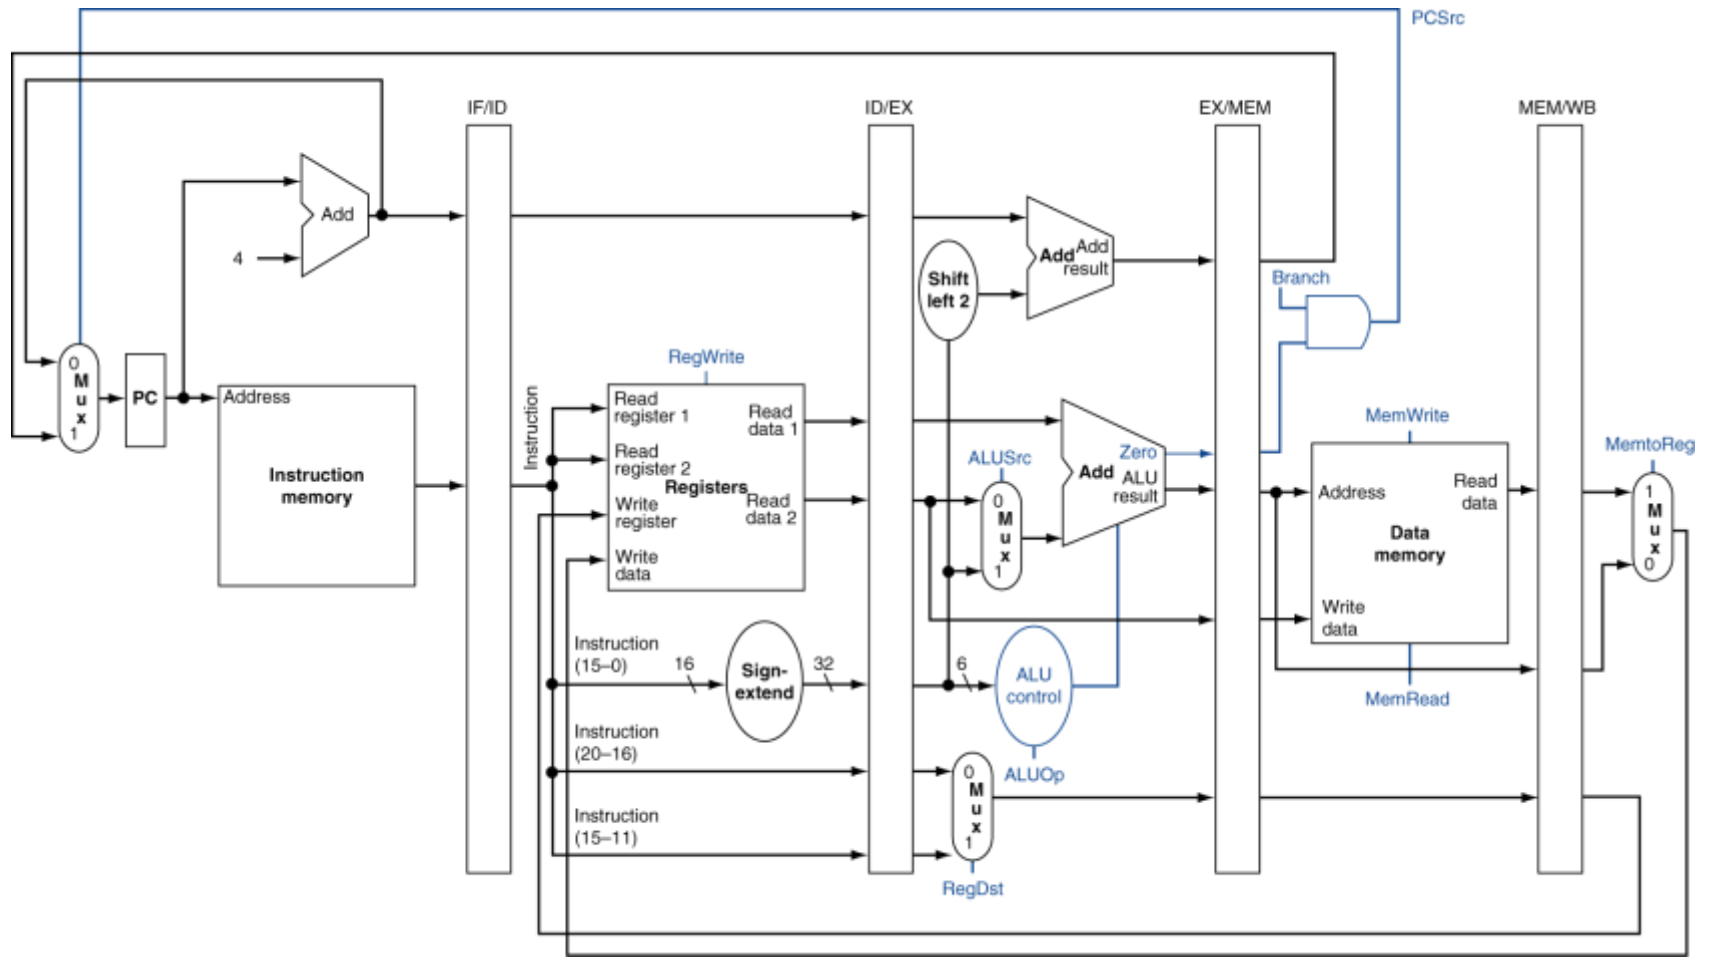 PCSrc
IF/ID
ID/EX
EX/MEM
MEM/WB
Add
4
Shift
left 2
Add
Add
result
Branch
0
M
u
x
1
PC
Address
Instruction
memory
Instruction
RegWrite
Read
register 1
Read
register 2
Write
register
Write
data
Registers
Read
data 1
Read
data 2
ALUSrc
0
M
u
x
1
Zero
Add
ALU
result
MemWrite
Address
Read
data
Data
memory
Write
data
MemRead
MemtoReg
1
M
u
x
0
Instruction
(15–0)
16
Sign-
extend
32
6
ALU
control
ALUOp
Instruction
(20–16)
Instruction
(15–11)
0
M
u
x
1
RegDst